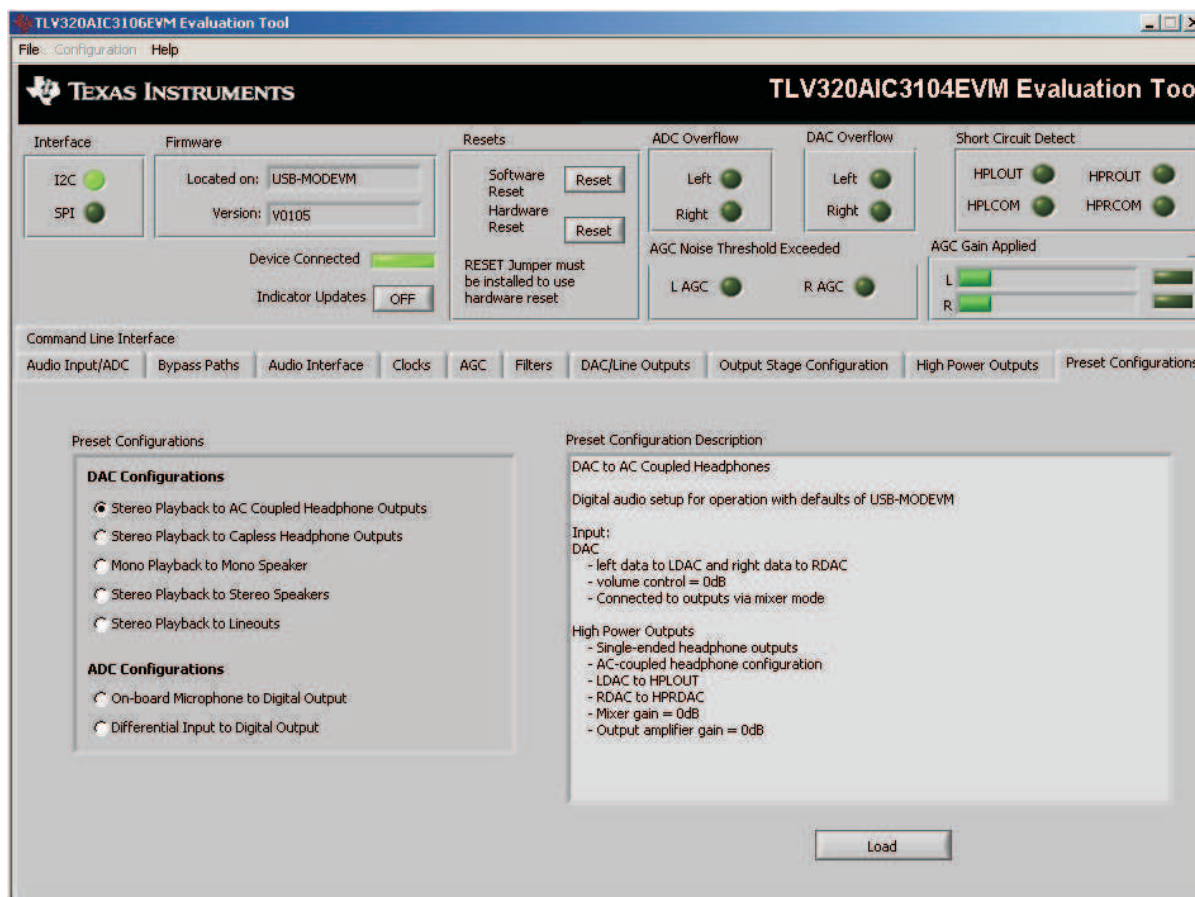 TLV320AIC3106EVM Evaluation Tool
File Configuration Help
TEXAS INSTRUMENTS
TLV320AIC3104EVM Evaluation Too
Interface
I2C
SPI
Firmware
Located on: USB-MODEVM
Version: V0105
Device Connected
Indicator Updates OFF
Resets
Software
Reset
Reset
Hardware
Reset
Reset
RESET Jumper must
be installed to use
hardware reset
ADC Overflow
Left
Right
DAC Overflow
Left
Right
Short Circuit Detect
HPLOUT HPROUT
HPLCOM HPRCOM
AGC Noise Threshold Exceeded
L AGC R AGC
AGC Gain Applied
L
R
Command Line Interface
Audio Input/ADC Bypass Paths Audio Interface Clocks AGC Filters DAC/Line Outputs Output Stage Configuration High Power Outputs Preset Configurations
Preset Configurations
DAC Configurations
Stereo Playback to AC Coupled Headphone Outputs
Stereo Playback to Capless Headphone Outputs
Mono Playback to Mono Speaker
Stereo Playback to Stereo Speakers
Stereo Playback to Lineouts
ADC Configurations
On-board Microphone to Digital Output
Differential Input to Digital Output
Preset Configuration Description
DAC to AC Coupled Headphones
Digital audio setup for operation with defaults of USB-MODEVM
Input:
DAC
- left data to LDAC and right data to RDAC
- volume control = 0dB
- Connected to outputs via mixer mode
High Power Outputs
- Single-ended headphone outputs
- AC-coupled headphone configuration
- LDAC to HPLOUT
- RDAC to HPRDAC
- Mixer gain = 0dB
- Output amplifier gain = 0dB
Load